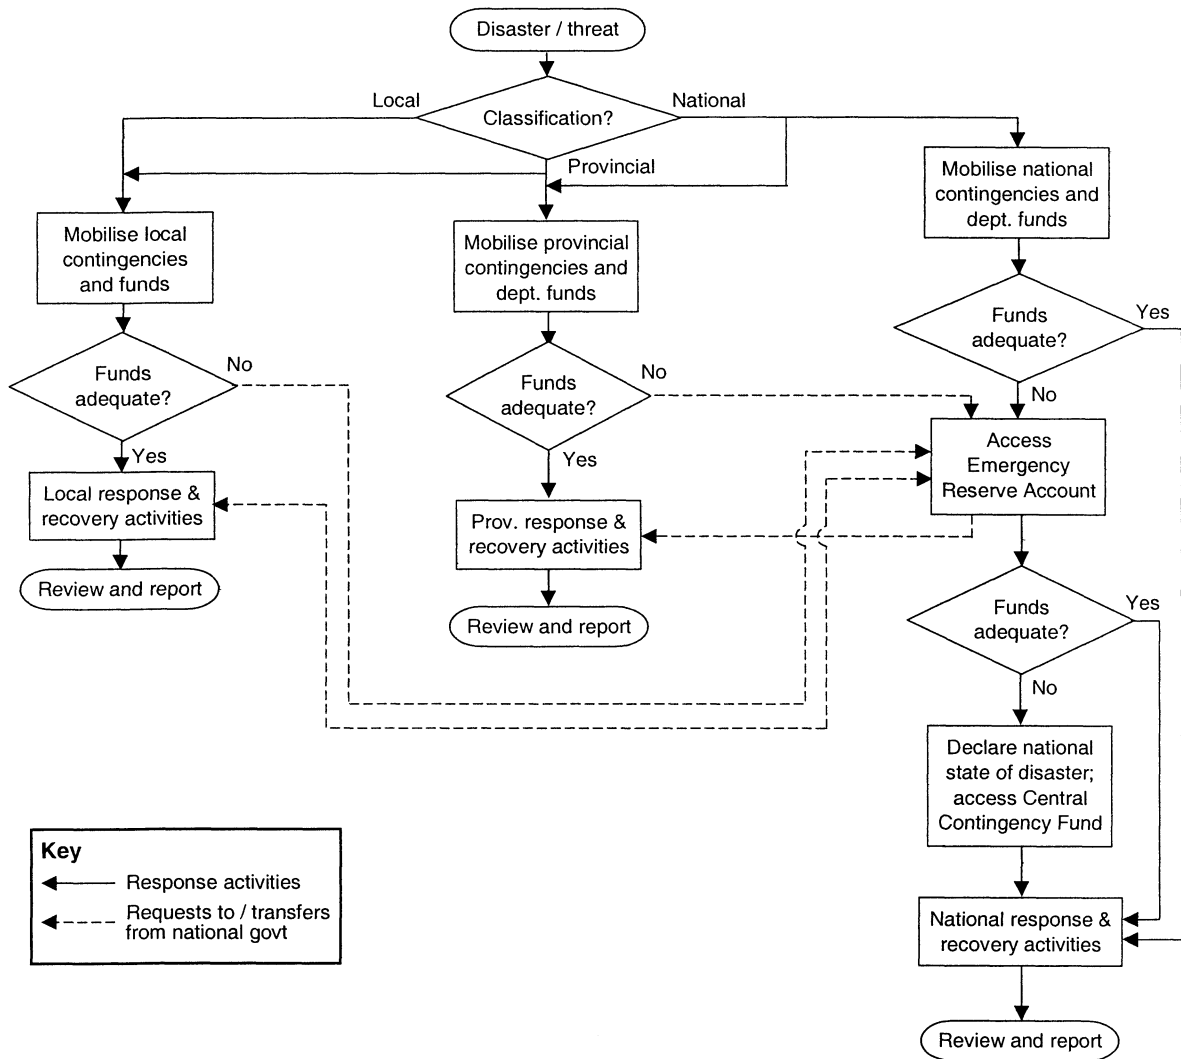 Disaster / threat
Local
Classification?
National
Provincial
Mobilise local
contingencies
and funds
Funds
adequate?
No
Yes
Local response &
recovery activities
Review and report
Mobilise provincial
contingencies and
dept. funds
Funds
adequate?
No
Yes
Prov. response &
recovery activities
Review and report
Mobilise national
contingencies and
dept. funds
Funds
adequate?
Yes
No
Access
Emergency
Reserve Account
Funds
adequate?
Yes
No
Declare national
state of disaster;
access Central
Contingency Fund
National response &
recovery activities
Review and report
Key
Response activities
Requests to / transfers
from national govt